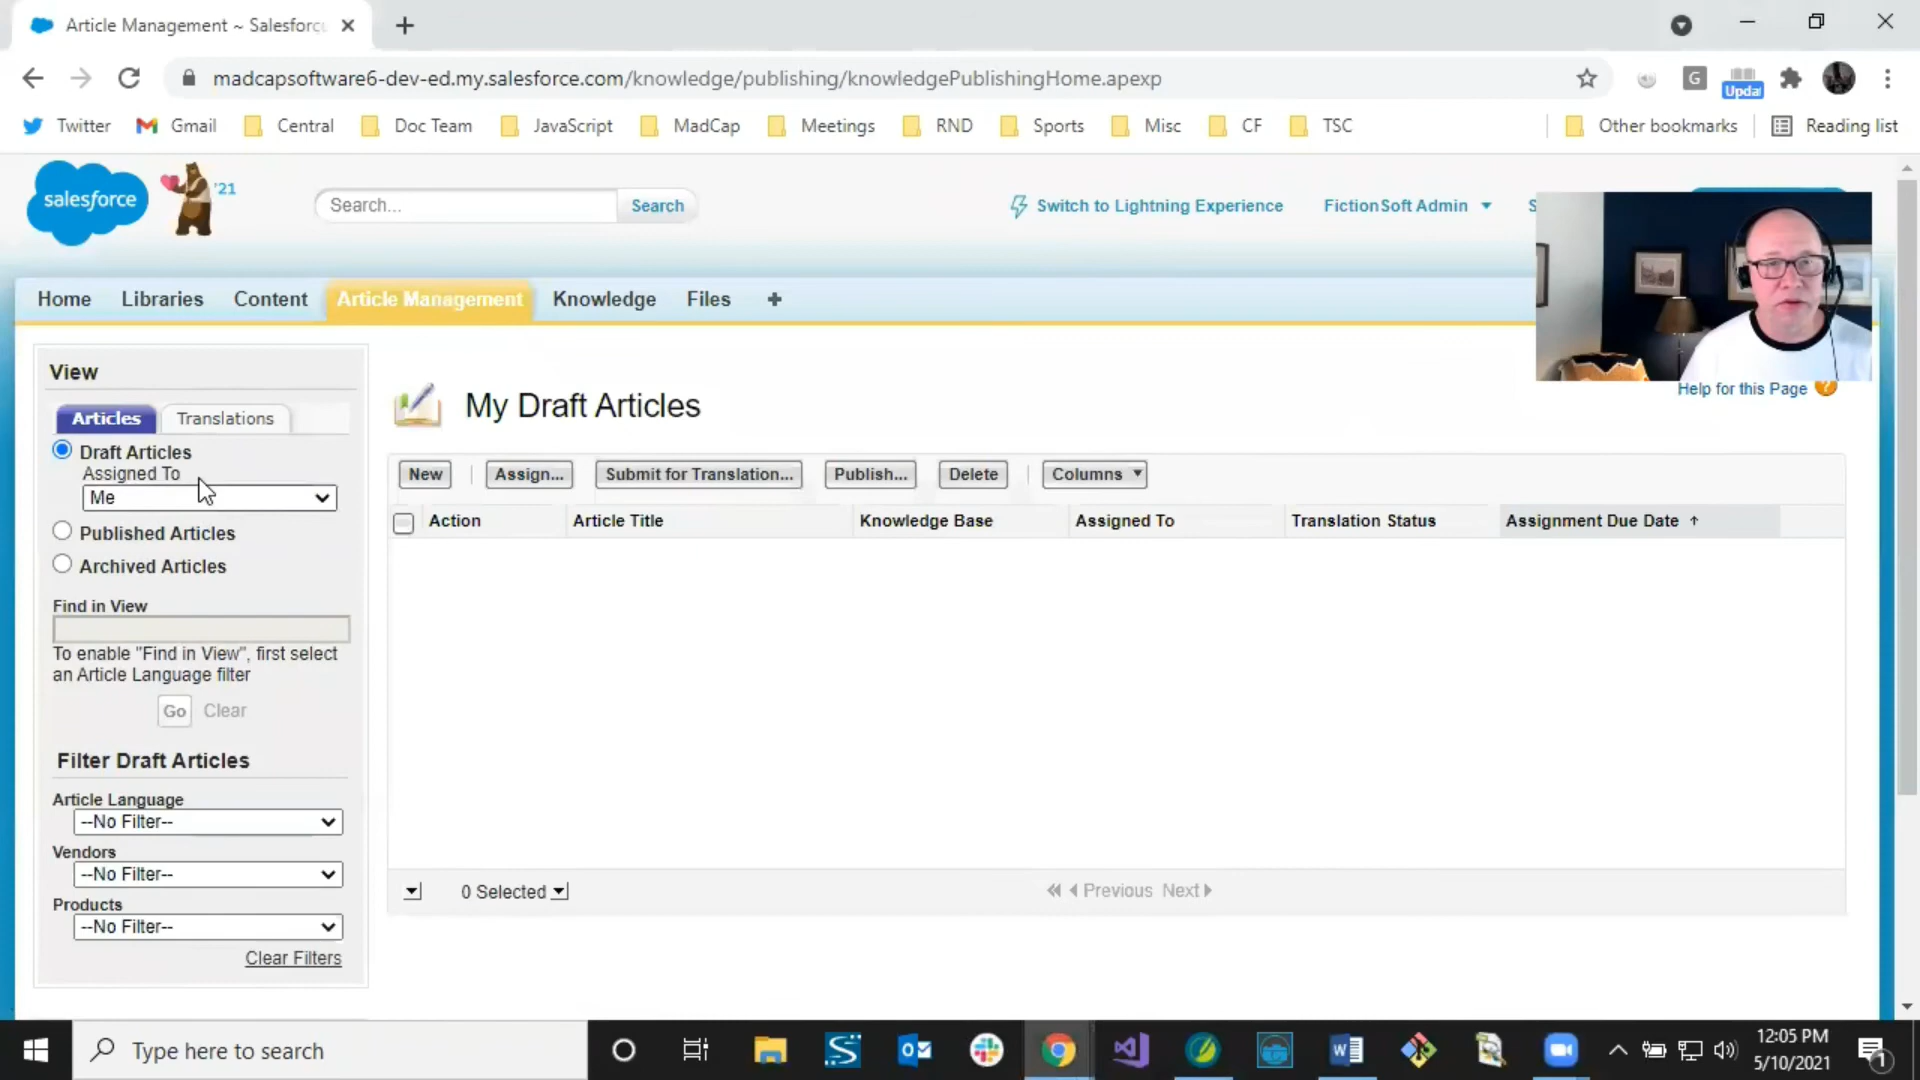 Article Management ~ Salesforc
madcapsoftware6-dev-ed.my.salesforce.com/knowledge/publishing/knowledgePublishingHome.apexp
G
Updat
Twitter Gmail Central Doc Team JavaScript MadCap Meetings RND Sports Misc CF TSC Other bookmarks Reading list
salesforce
'21
Search... Search
Switch to Lightning Experience FictionSoft Admin S
Home Libraries Content Article Management Knowledge Files +
Help for this Page ?
View
Articles Translations
Draft Articles
Assigned To
Me
Published Articles
Archived Articles
Find in View
To enable "Find in View", first select
an Article Language filter
Go Clear
Filter Draft Articles
Article Language
--No Filter--
Vendors
--No Filter--
Products
--No Filter--
Clear Filters
My Draft Articles
New Assign... Submit for Translation... Publish... Delete Columns
Action Article Title Knowledge Base Assigned To Translation Status Assignment Due Date
0 Selected Previous Next
Type here to search
12:05 PM
5/10/2021
1